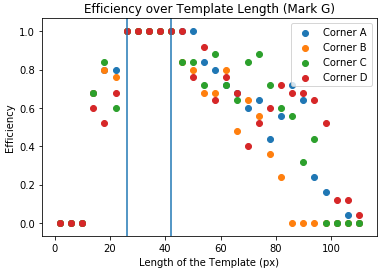 Efficiency over Template Length (Mark G)
Corner A
Corner B
Corner C
Corner D
Efficiency
1.0
0.8
0.6
0.4
0.2
0.0
0 20 40 60 80 100
Length of the Template (px)